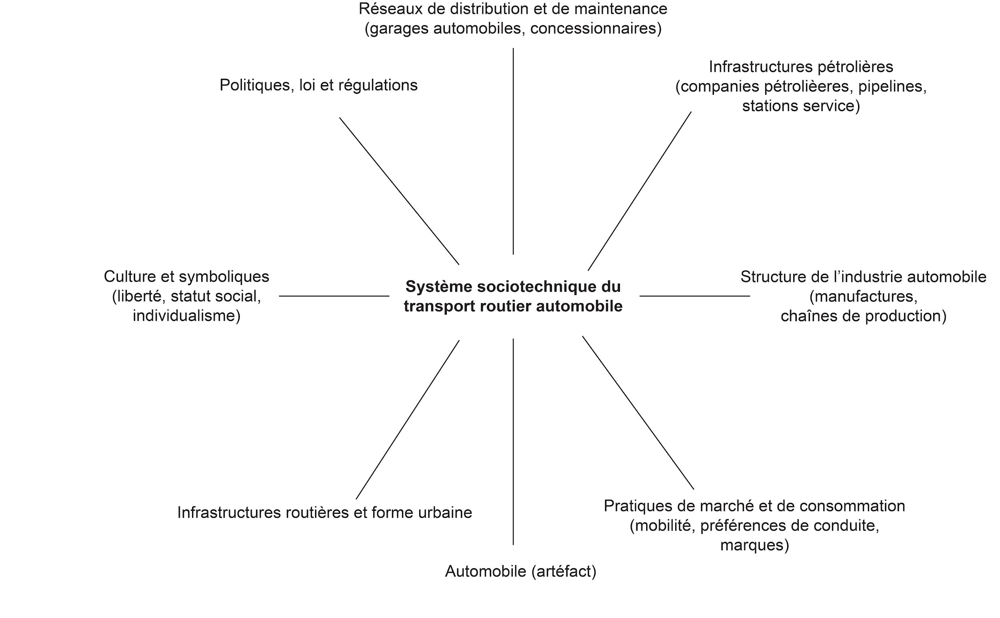 Réseaux de distribution et de maintenance
(garages automobiles, concessionnaires)
Politiques, loi et régulations
Infrastructures pétrolières
(companies pétrolièeres, pipelines,
stations service)
Culture et symboliques
(liberté, statut social,
individualisme)
Système sociotechnique du
transport routier automobile
Structure de l’industrie automobile
(manufactures,
chaînes de production)
Infrastructures routières et forme urbaine
Pratiques de marché et de consommation
(mobilité, préférences de conduite,
marques)
Automobile (artéfact)